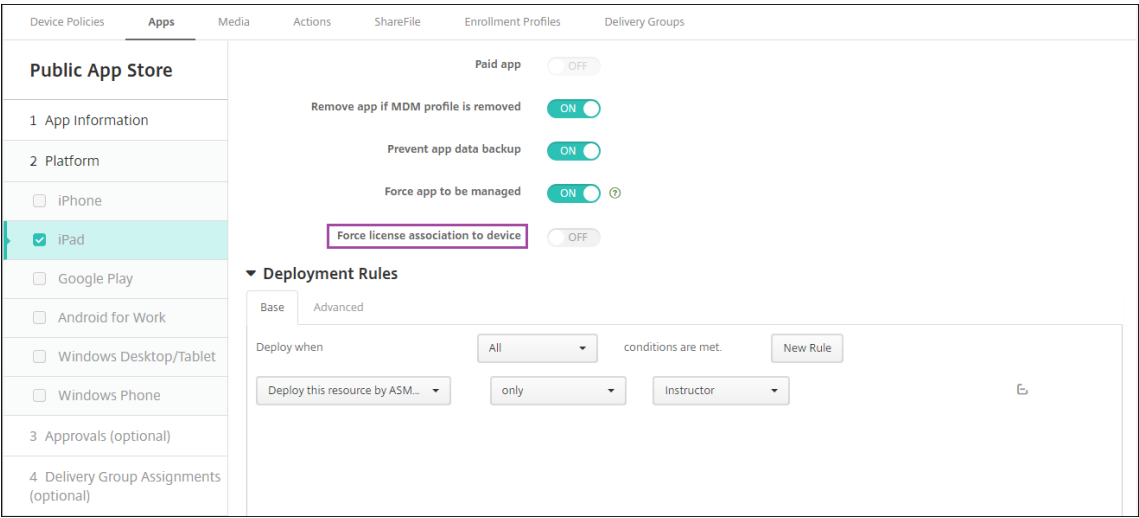 Device Policies Apps Media Actions ShareFile Enrollment Profiles Delivery Groups
Public App Store
1 App Information
2 Platform
iPhone
iPad
Google Play
Android for Work
Windows Desktop/Tablet
Windows Phone
3 Approvals (optional)
4 Delivery Group Assignments
(optional)
Paid app OFF
Remove app if MDM profile is removed ON
Prevent app data backup ON
Force app to be managed ON ?
Force license association to device OFF
Deployment Rules
Base Advanced
Deploy when All conditions are met. New Rule
Deploy this resource by ASM... only Instructor